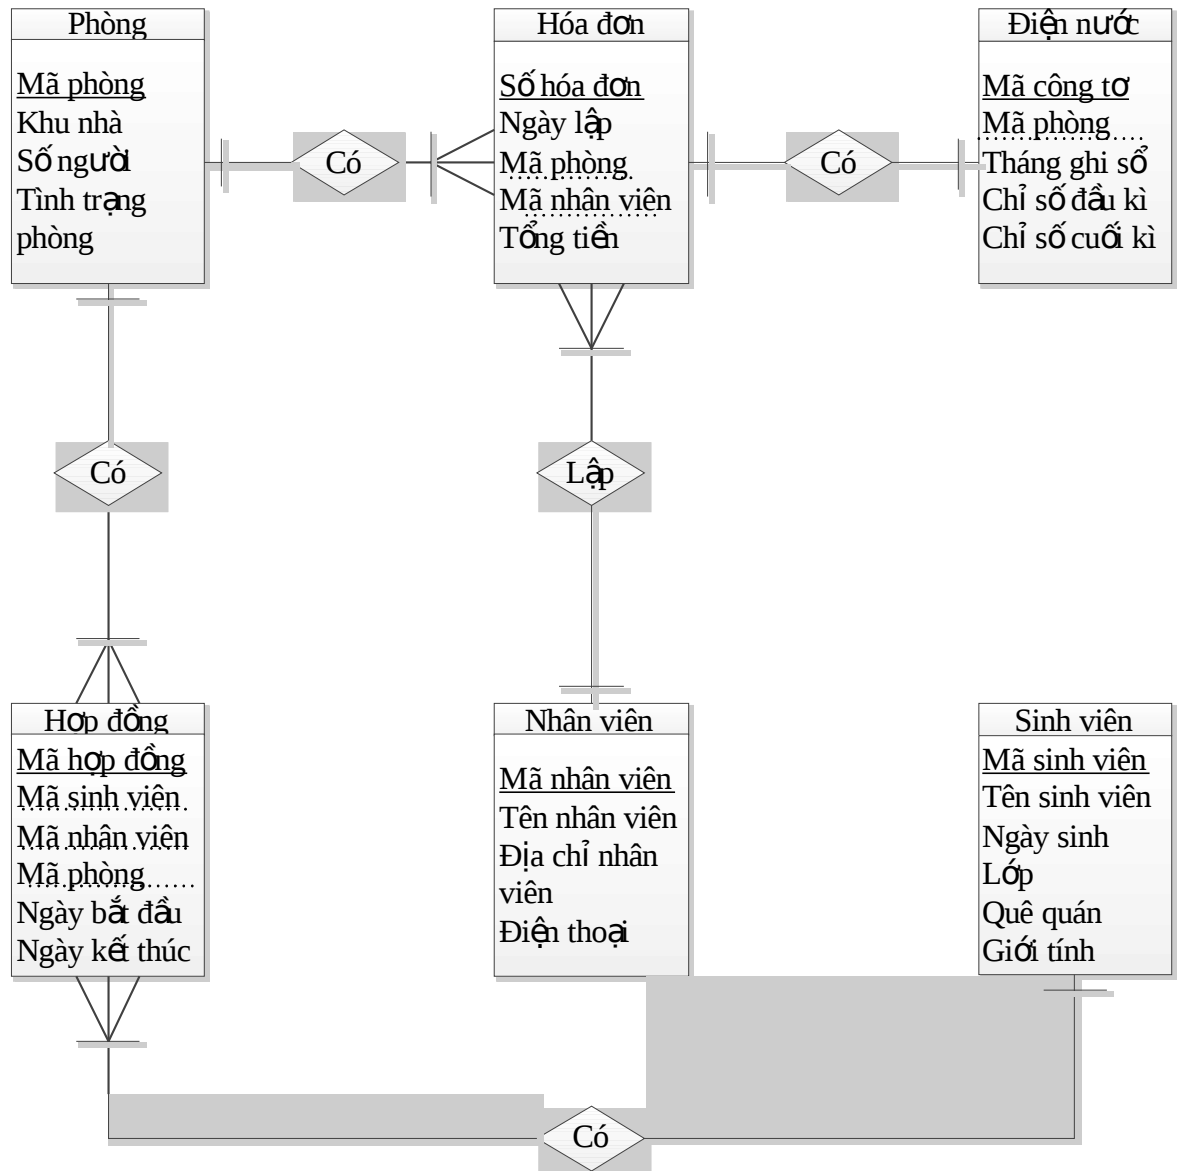 Phòng
Mã phòng
Khu nhà
Số người
Tình trạng
phòng
Có
Hóa đơn
Số hóa đơn
Ngày lập
Mã phòng
Mã nhân viên
Tổng tiền
Có
Điện nước
Mã công tơ
Mã phòng
Tháng ghi sổ
Chỉ số đầu kì
Chỉ số cuối kì
Có
Lập
Hợp đồng
Mã hợp đồng
Mã sinh viên
Mã nhân viên
Mã phòng
Ngày bắt đầu
Ngày kết thúc
Nhân viên
Mã nhân viên
Tên nhân viên
Địa chỉ nhân
viên
Điện thoại
Sinh viên
Mã sinh viên
Tên sinh viên
Ngày sinh
Lớp
Quê quán
Giới tính
Có